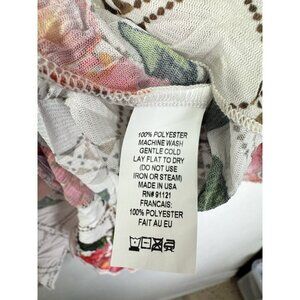 100% POLYESTER
MACHINE WASH
GENTLE COLD
LAY FLAT TO DRY
(DO NOT USE
IRON OR STEAM)
MADE IN USA
RN# 91121
FRANCAIS:
100% POLYESTER
FAIT AU EU